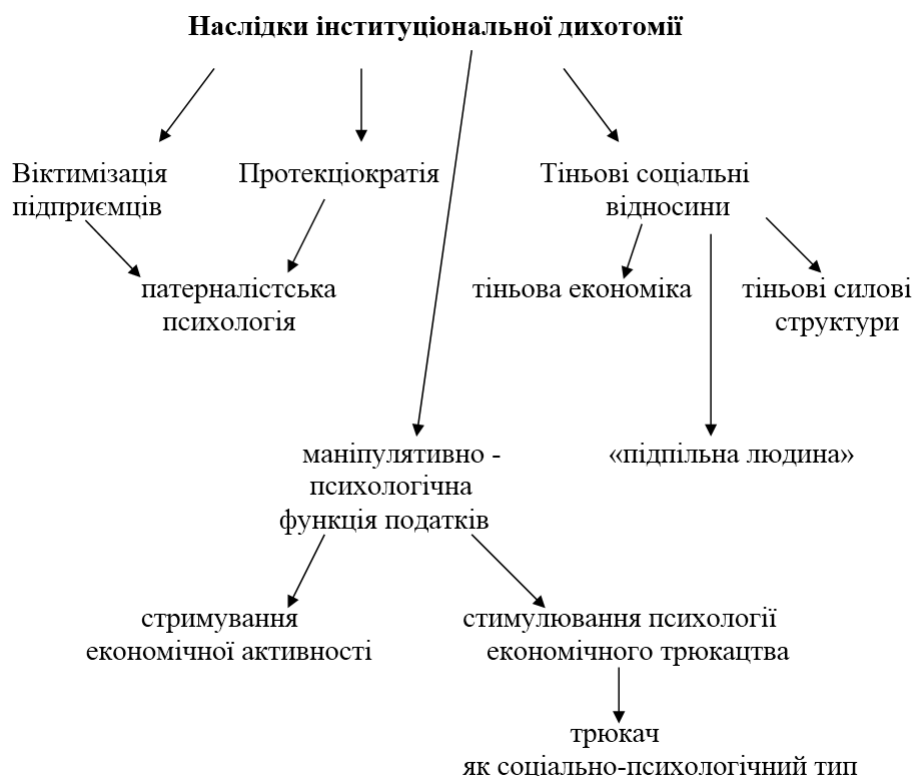 Наслідки інституціональної дихотомії
Віктимізація
підприємців
Протекціократія
Тіньові соціальні
відносини
патерналістська
психологія
тіньова економіка
тіньові силові
структури
маніпулятивно -
психологічна
функція податків
«підпільна людина»
стримування
економічної активності
стимулювання психології
економічного трюкацтва
трюкач
як соціально-психологічний тип